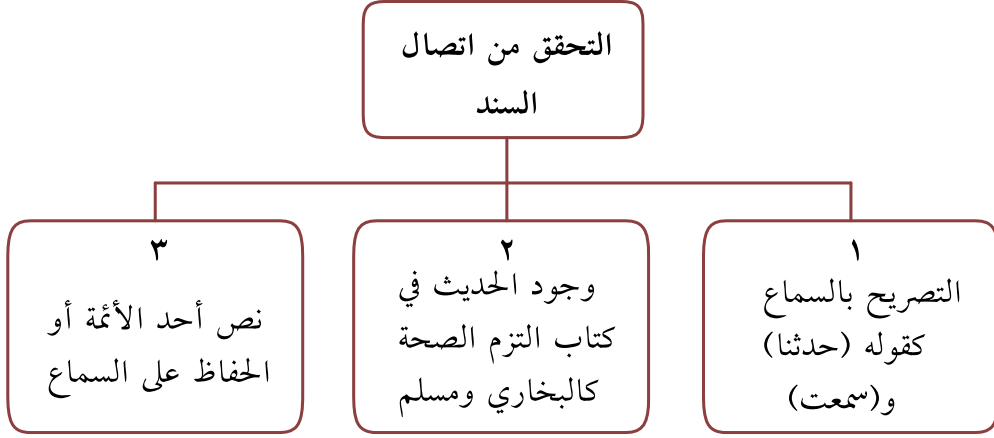 التحقق من اتصال
السند
١
التصريح بالسماع
كقوله (حدثنا)
و(سمعت)
٢
وجود الحديث في
كتاب التزم الصحة
كالبخاري ومسلم
٣
نص أحد الأئمة أو
الحفاظ على السماع